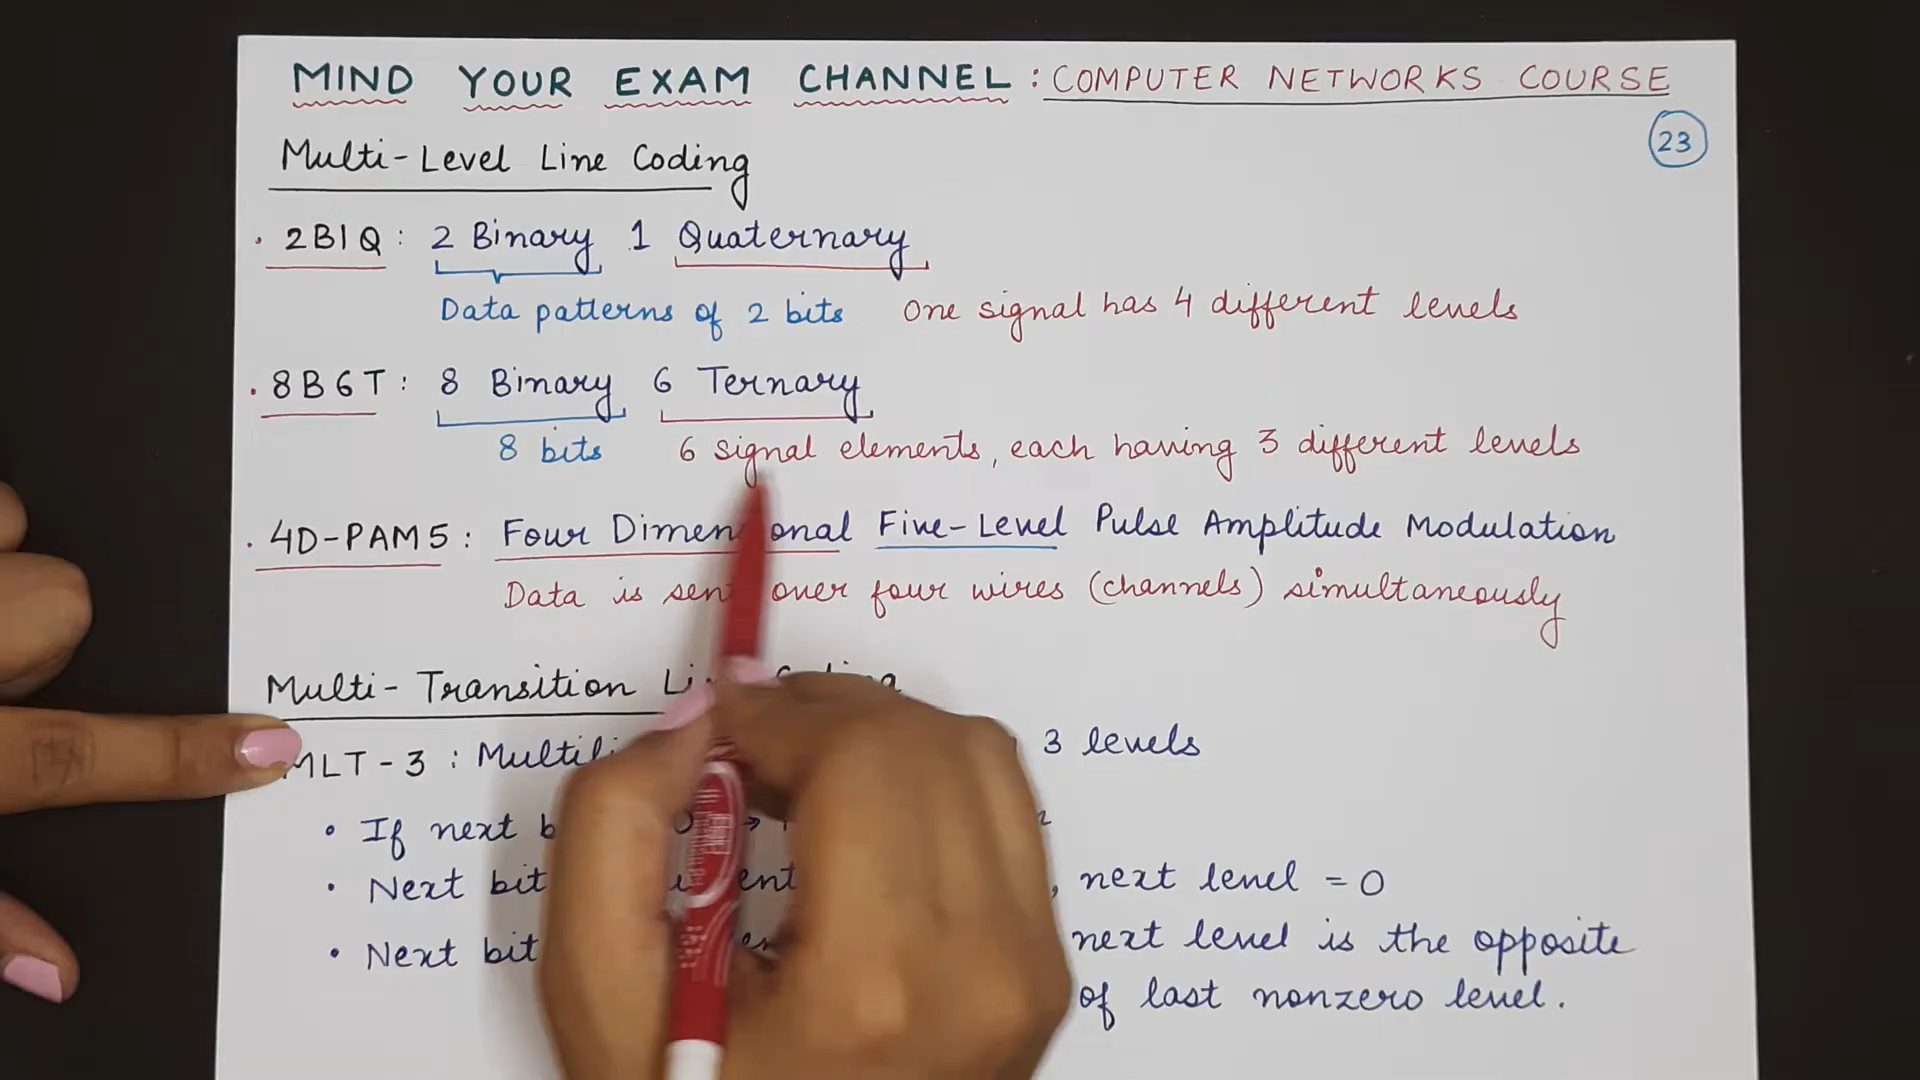 MIND YOUR EXAM CHANNEL : COMPUTER NETWORKS COURSE
23
Multi-Level Line Coding
. 2B1Q : 2 Binary 1 Quaternary
Data patterns of 2 bits One signal has 4 different levels
. 8B6T : 8 Binary 6 Ternary
8 bits 6 signal elements, each having 3 different levels
. 4D-PAM5 : Four Dimensional Five-Level Pulse Amplitude Modulation
Data is sent over four wires (channels) simultaneously
Multi-Transition
MLT-3 : 3 levels
• If next
• Next bit , next level = 0
• Next bit next level is the opposite
of last nonzero level.